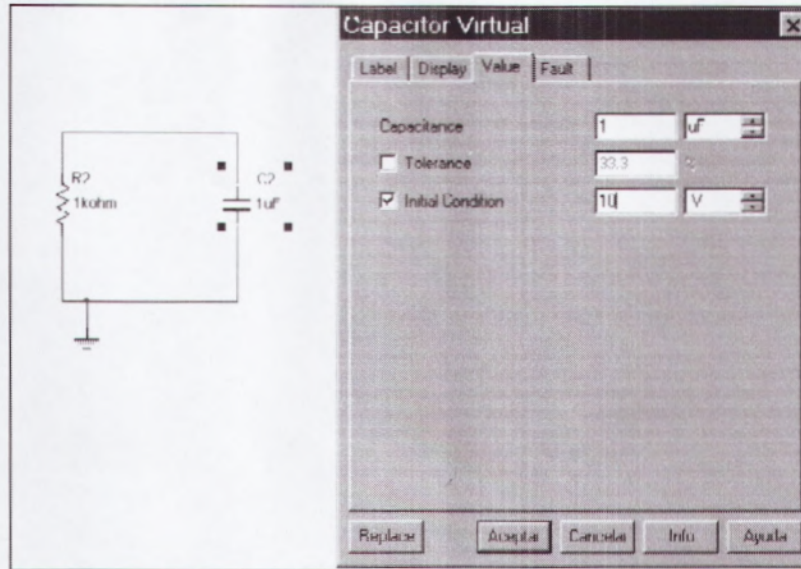 Capacitor Virtual
Label Display Value Fault
R2
1kohm
C2
1uF
Capacitance 1 uF
Tolerance 33.3 %
Initial Condition 10 V
Replace Aceptar Cancelar Info Ayuda